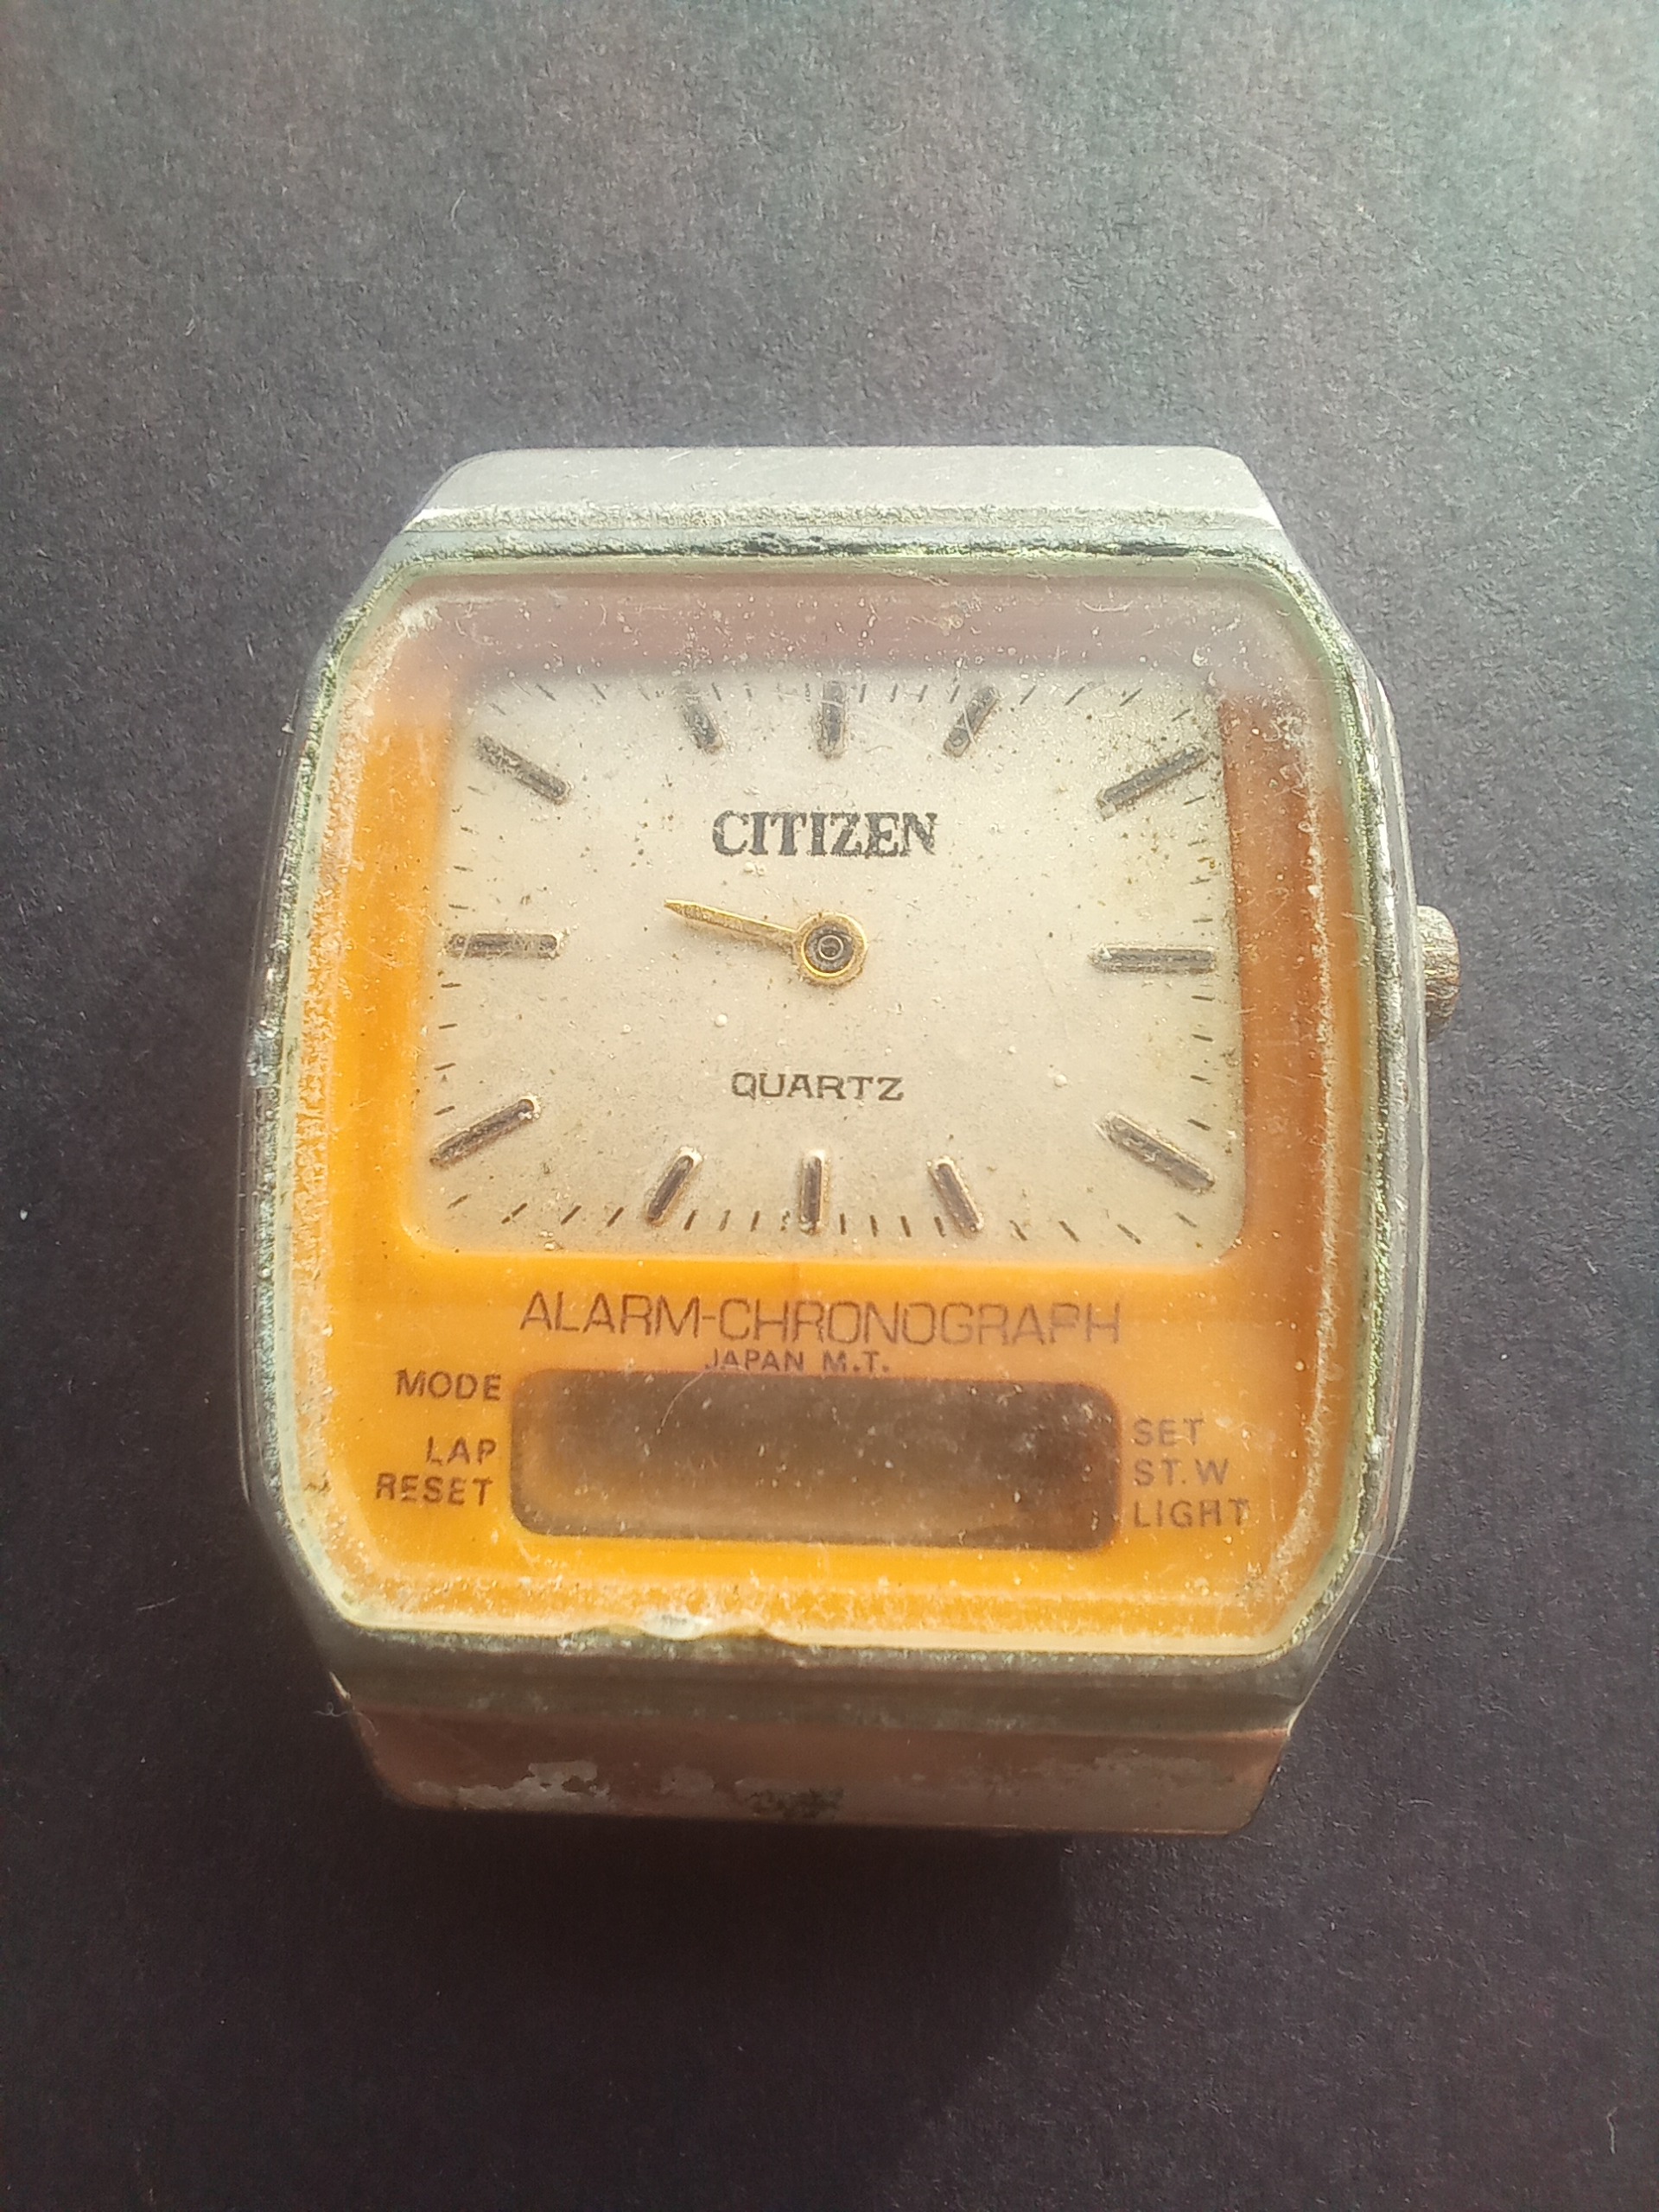 CITIZEN
QUARTZ
ALARM-CHRONOGRAPH
JAPAN M.T.
MODE
LAP
RESET
SET
ST.W
LIGHT